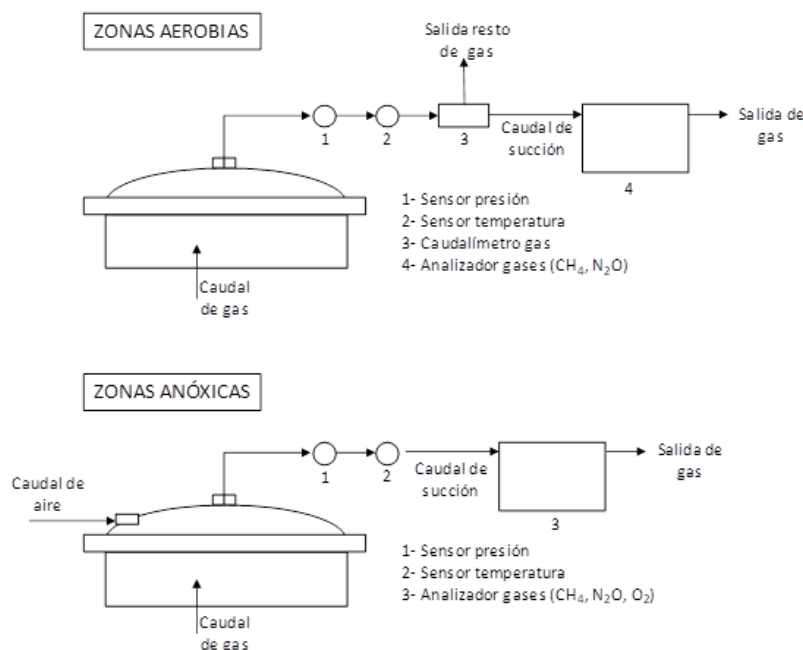 ZONAS AEROBIAS
Salida resto
de gas
1
2
3
Caudal de
succión
4
Salida de
gas
1- Sensor presión
2- Sensor temperatura
3- Caudalímetro gas
4- Analizador gases (CH₄, N₂O)
Caudal
de gas
ZONAS ANÓXICAS
Caudal de
aire
1
2
Caudal de
succión
3
Salida de
gas
1- Sensor presión
2- Sensor temperatura
3- Analizador gases (CH₄, N₂O, O₂)
Caudal
de gas